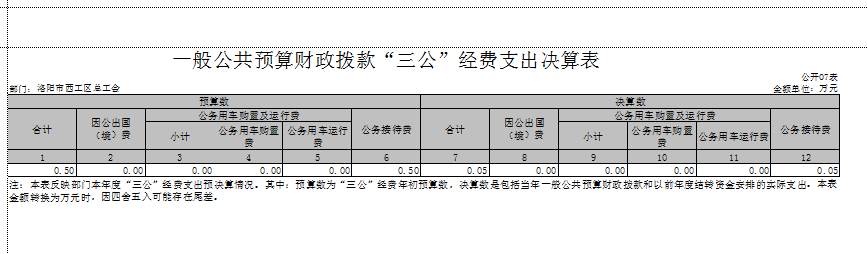 一般公共预算财政拨款“三公”经费支出决算表
公开07表
部门：洛阳市西工区总工会 金额单位：万元
预算数 决算数
合计 因公出国（境）费 公务用车购置及运行费 公务接待费 合计 因公出国（境）费 公务用车购置及运行费 公务接待费
小计 公务用车购置费 公务用车运行费 小计 公务用车购置费 公务用车运行费
1 2 3 4 5 6 7 8 9 10 11 12
0.50 0.00 0.00 0.00 0.00 0.50 0.05 0.00 0.00 0.00 0.00 0.05
注：本表反映部门本年度“三公”经费支出预决算情况。其中：预算数为“三公”经费年初预算数，决算数是包括当年一般公共预算财政拨款和以前年度结转资金安排的实际支出。本表
金额转换为万元时，因四舍五入可能存在尾差。